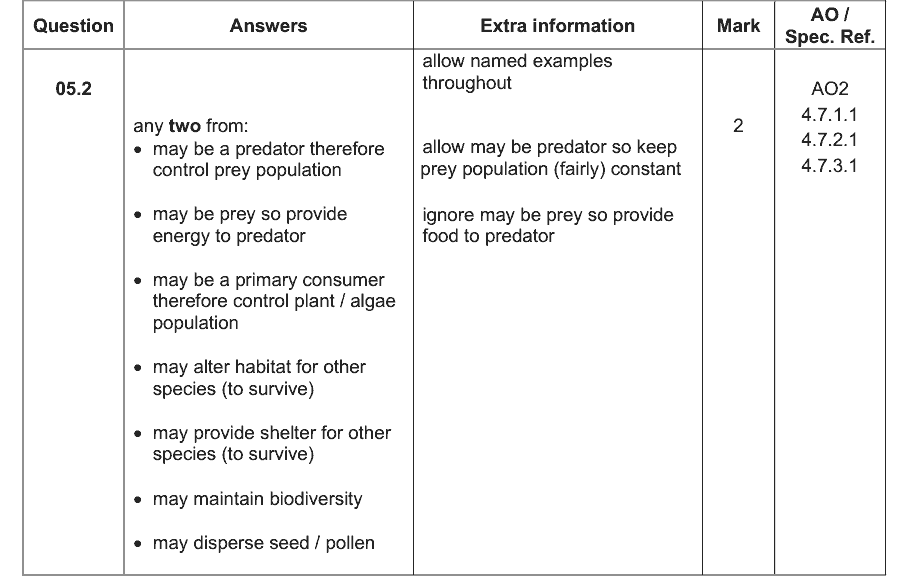 Question
Answers
Extra information
Mark
AO /
Spec. Ref.
05.2
any two from:
• may be a predator therefore
control prey population
• may be prey so provide
energy to predator
• may be a primary consumer
therefore control plant / algae
population
• may alter habitat for other
species (to survive)
• may provide shelter for other
species (to survive)
• may maintain biodiversity
• may disperse seed / pollen
allow named examples
throughout
allow may be predator so keep
prey population (fairly) constant
ignore may be prey so provide
food to predator
2
AO2
4.7.1.1
4.7.2.1
4.7.3.1